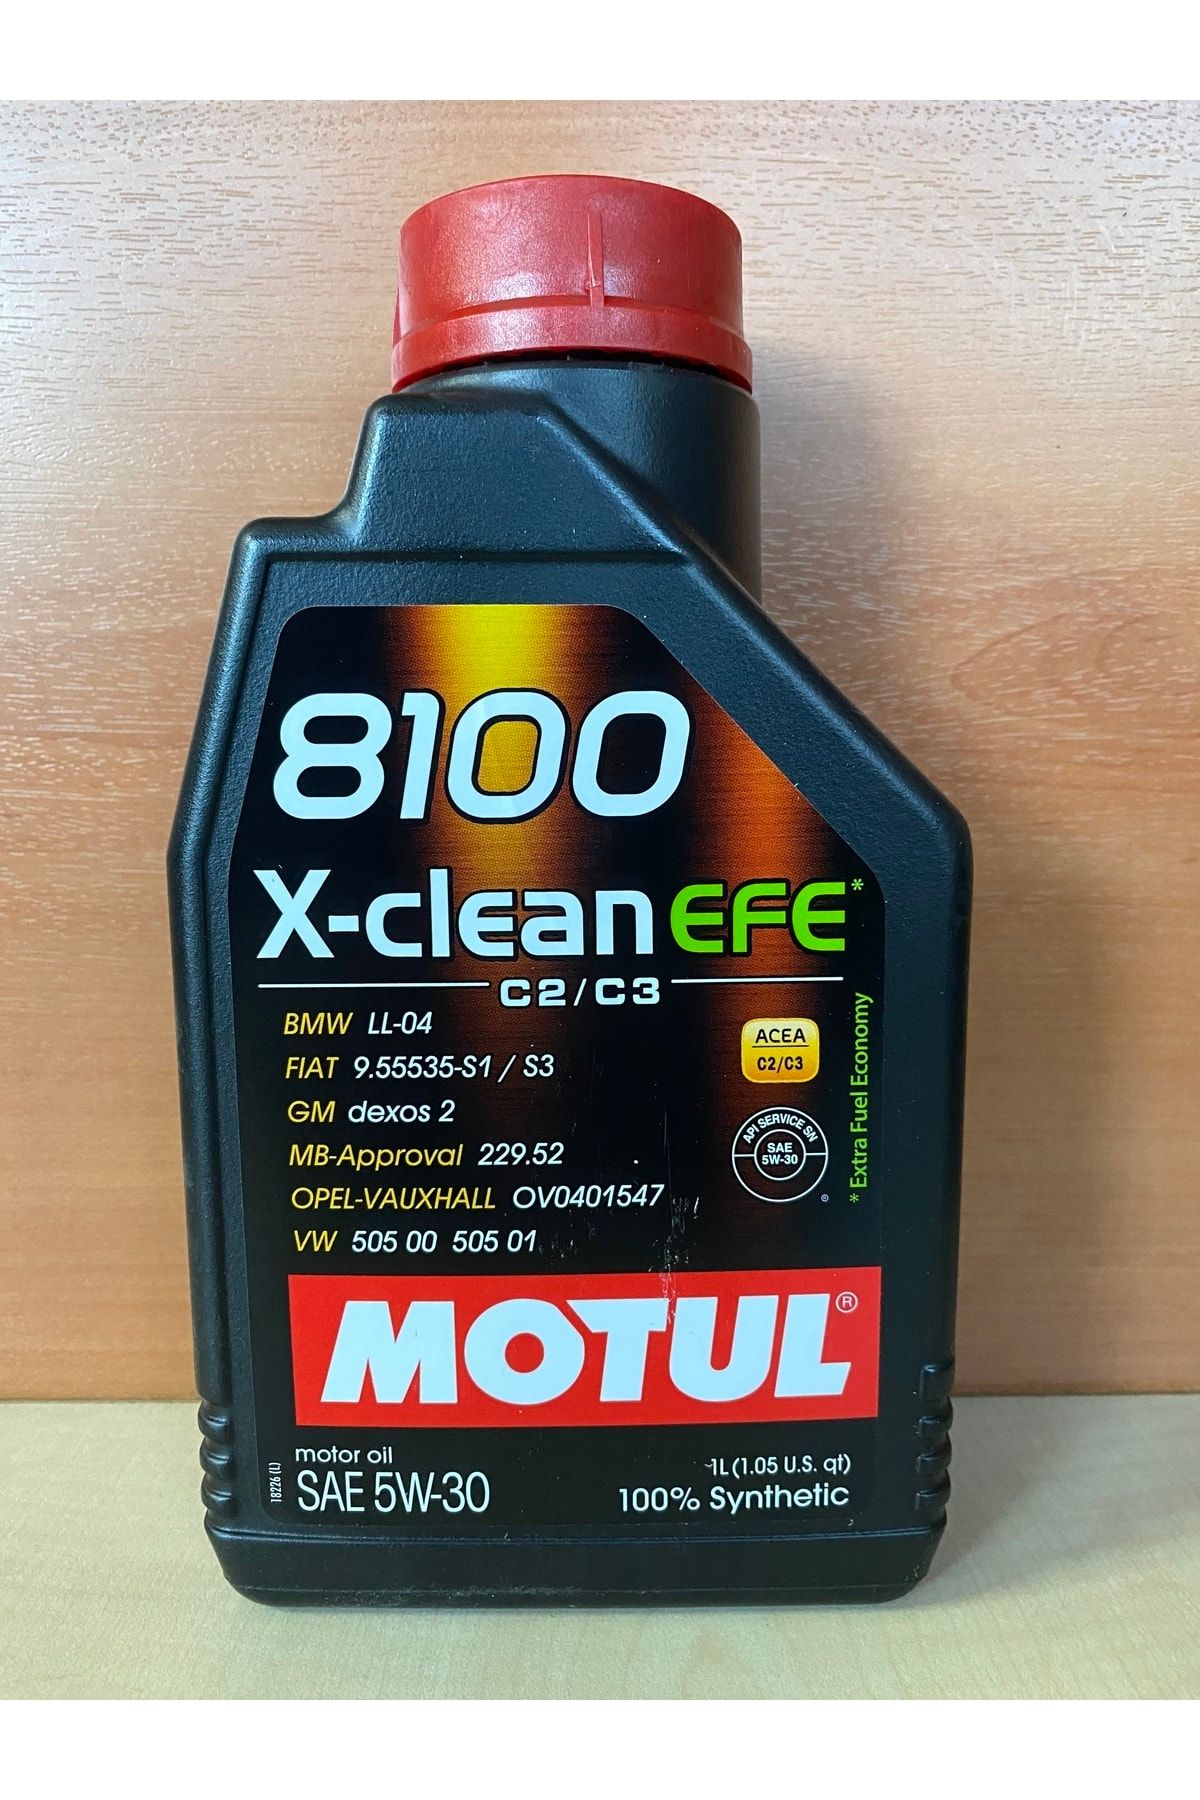 8100
X-clean EFE*
C2/C3
BMW LL-04
FIAT 9.55535-S1 / S3
GM dexos 2
MB-Approval 229.52
OPEL-VAUXHALL OV0401547
VW 505 00 505 01
ACEA
C2/C3
API SERVICE SN
SAE
5W-30
®
* Extra Fuel Economy
MOTUL®
motor oil
SAE 5W-30
1L (1.05 U.S. qt)
100% Synthetic
18226 (L)